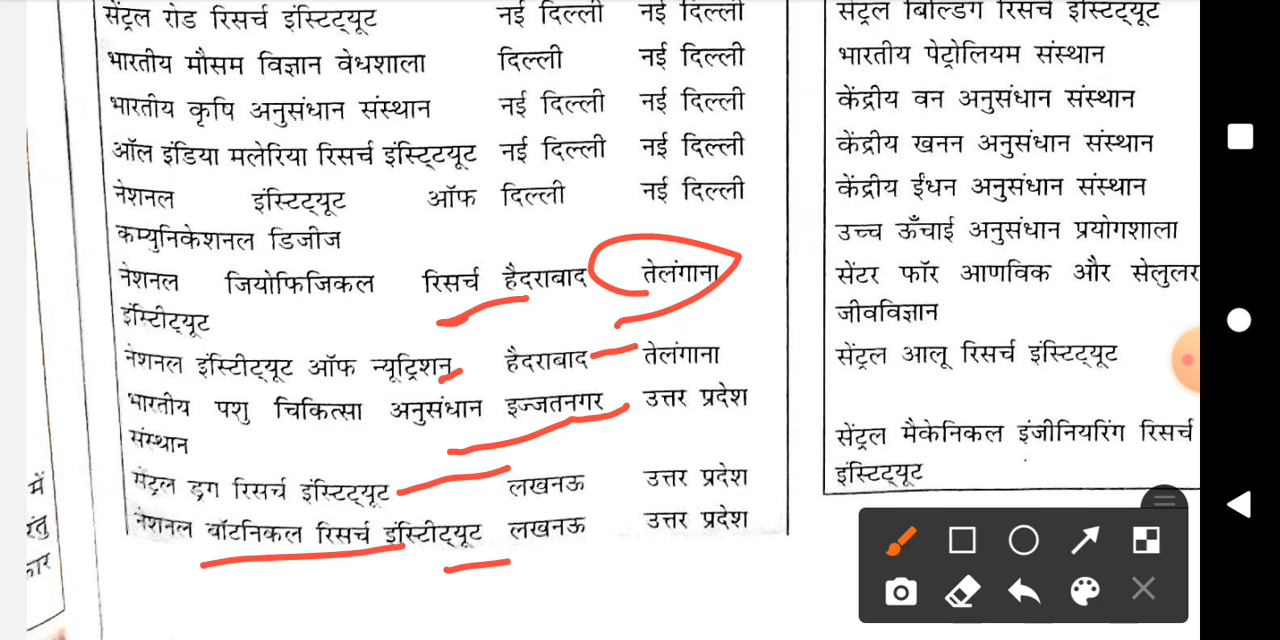 सेंट्रल रोड रिसर्च इंस्टिट्यूट नई दिल्ली नई दिल्ली
भारतीय मौसम विज्ञान वेधशाला दिल्ली नई दिल्ली
भारतीय कृषि अनुसंधान संस्थान नई दिल्ली नई दिल्ली
ऑल इंडिया मलेरिया रिसर्च इंस्टि्टयूट नई दिल्ली नई दिल्ली
नेशनल इंस्टिट्यूट ऑफ दिल्ली नई दिल्ली
कम्युनिकेशनल डिजीज
नेशनल जियोफिजिकल रिसर्च हैदराबाद तेलंगाना
इंस्टीट्यूट
नेशनल इंस्टीट्यूट ऑफ न्यूट्रिशन हैदराबाद तेलंगाना
भारतीय पशु चिकित्सा अनुसंधान इज्जतनगर उत्तर प्रदेश
संस्थान
सेंट्रल ड्रग रिसर्च इंस्टिट्यूट लखनऊ उत्तर प्रदेश
नेशनल बॉटनिकल रिसर्च इंस्टीट्यूट लखनऊ उत्तर प्रदेश
सेंट्रल बिल्डिंग रिसर्च इंस्टिट्यूट
भारतीय पेट्रोलियम संस्थान
केंद्रीय वन अनुसंधान संस्थान
केंद्रीय खनन अनुसंधान संस्थान
केंद्रीय ईंधन अनुसंधान संस्थान
उच्च ऊँचाई अनुसंधान प्रयोगशाला
सेंटर फॉर आणविक और सेलुलर
जीवविज्ञान
सेंट्रल आलू रिसर्च इंस्टिट्यूट
सेंट्रल मैकेनिकल इंजीनियरिंग रिसर्च
इंस्टिट्यूट
में